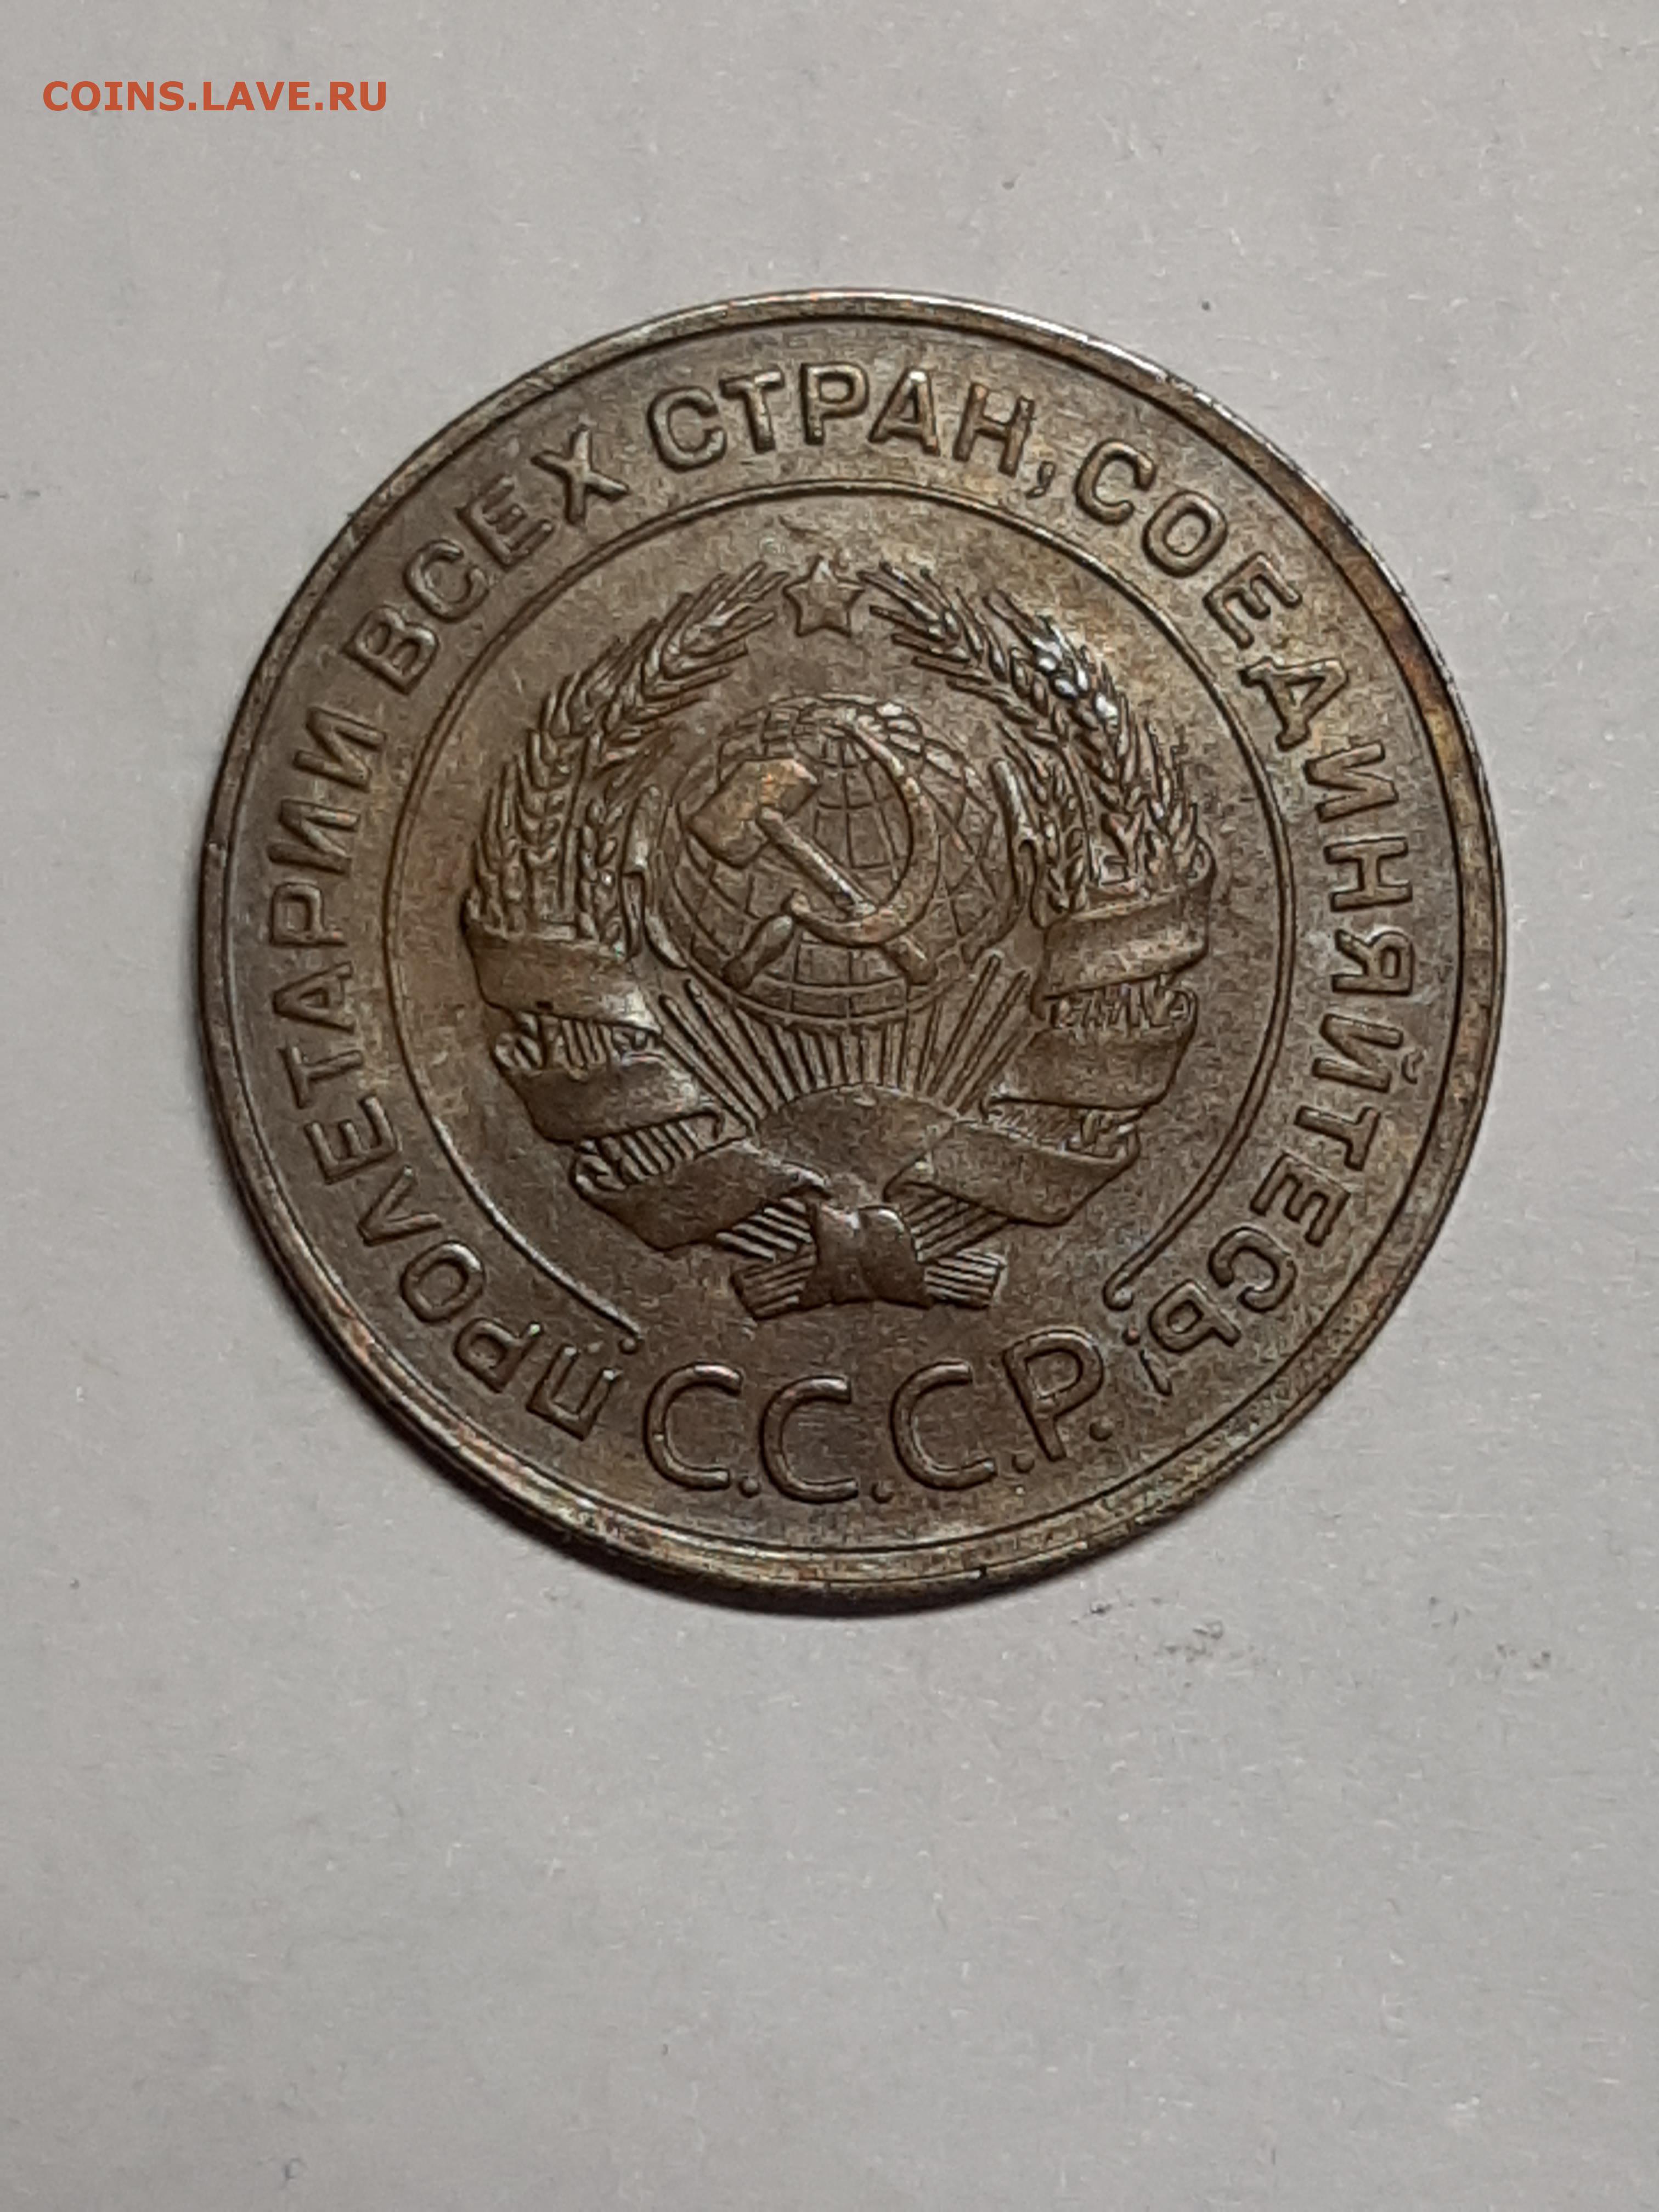 COINS.LAVE.RU
ПРОЛЕТАРИИ ВСЕХ СТРАН, СОЕДИНЯЙТЕСЬ!
С.С.С.Р.